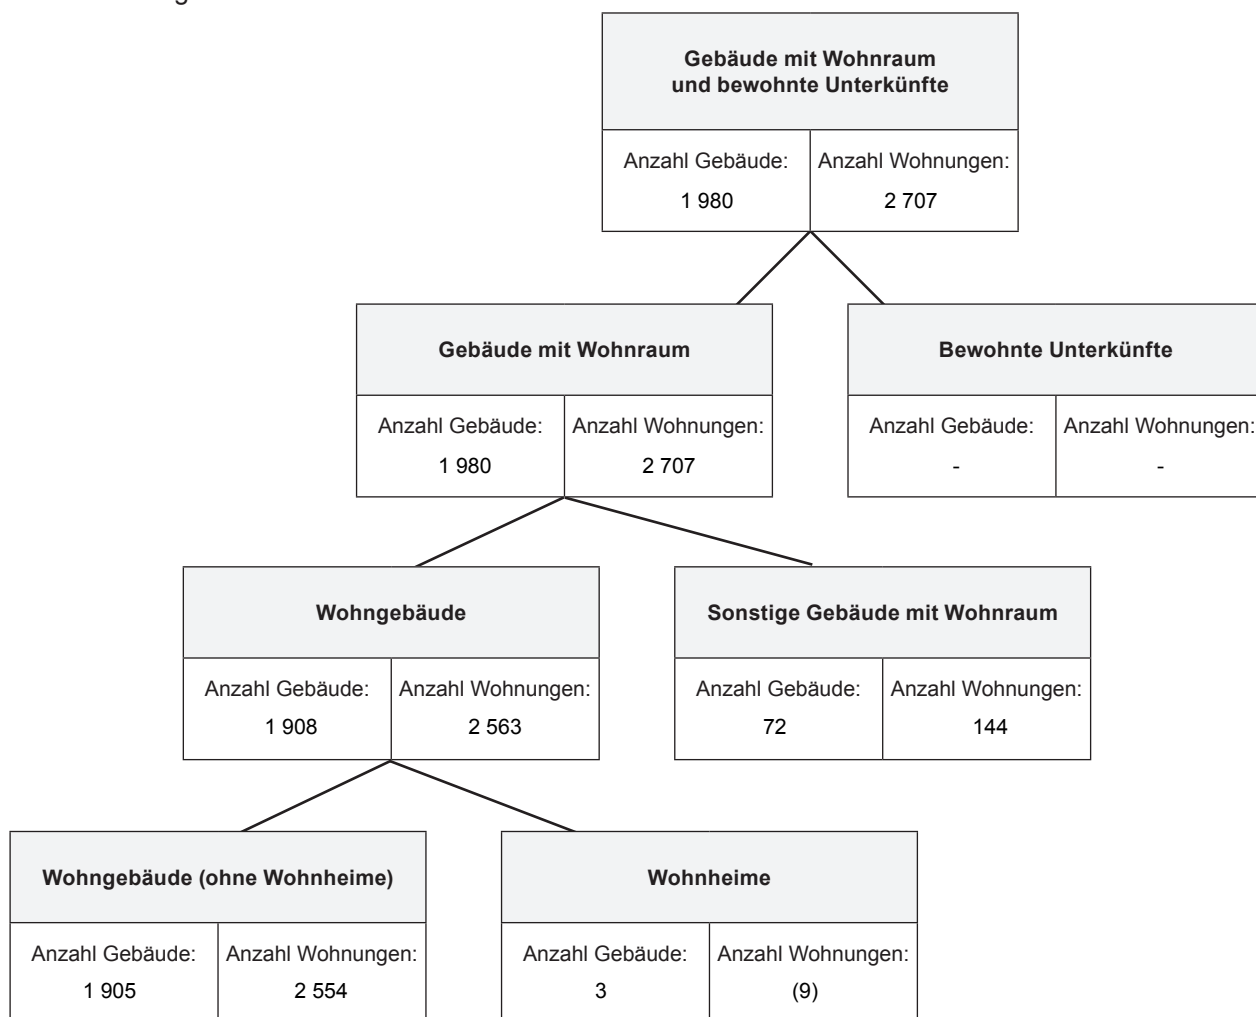 Gebäude mit Wohnraum
und bewohnte Unterkünfte
Anzahl Gebäude: Anzahl Wohnungen:
1 980 2 707
Gebäude mit Wohnraum Bewohnte Unterkünfte
Anzahl Gebäude: Anzahl Wohnungen: Anzahl Gebäude: Anzahl Wohnungen:
1 980 2 707 - -
Wohngebäude Sonstige Gebäude mit Wohnraum
Anzahl Gebäude: Anzahl Wohnungen: Anzahl Gebäude: Anzahl Wohnungen:
1 908 2 563 72 144
Wohngebäude (ohne Wohnheime) Wohnheime
Anzahl Gebäude: Anzahl Wohnungen: Anzahl Gebäude: Anzahl Wohnungen:
1 905 2 554 3 (9)